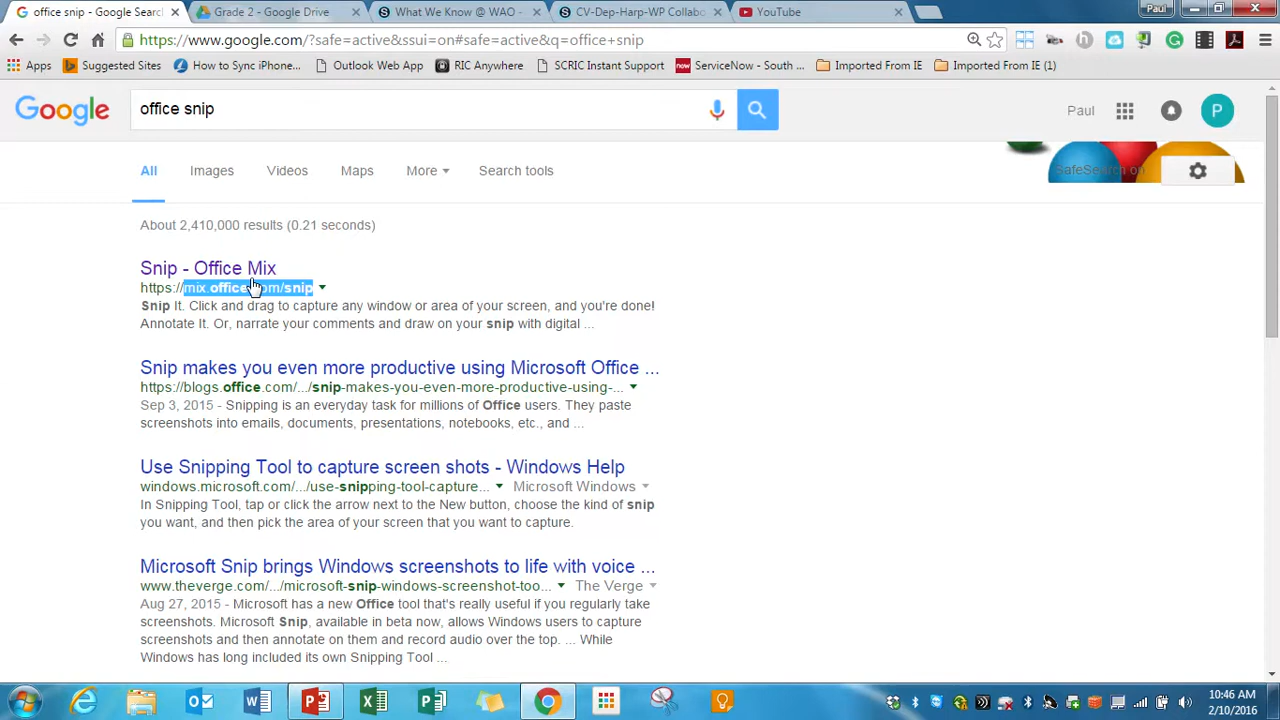 office snip - Google Searc
Grade 2 - Google Drive
What We Know @ WAO -
CV-Dep-Harp-WP Collabo
YouTube
Paul
https://www.google.com/?safe=active&ssui=on#safe=active&q=office+snip
Apps
Suggested Sites
How to Sync iPhone...
Outlook Web App
RIC Anywhere
SCRIC Instant Support
ServiceNow - South ...
Imported From IE
Imported From IE (1)
Google
office snip
Paul
P
All Images Videos Maps More Search tools
SafeSearch on
About 2,410,000 results (0.21 seconds)
Snip - Office Mix
https://mix.office.com/snip
Snip It. Click and drag to capture any window or area of your screen, and you're done!
Annotate It. Or, narrate your comments and draw on your snip with digital ...
Snip makes you even more productive using Microsoft Office ...
https://blogs.office.com/.../snip-makes-you-even-more-productive-using-...
Sep 3, 2015 - Snipping is an everyday task for millions of Office users. They paste
screenshots into emails, documents, presentations, notebooks, etc., and ...
Use Snipping Tool to capture screen shots - Windows Help
windows.microsoft.com/.../use-snipping-tool-capture... Microsoft Windows
In Snipping Tool, tap or click the arrow next to the New button, choose the kind of snip
you want, and then pick the area of your screen that you want to capture.
Microsoft Snip brings Windows screenshots to life with voice ...
www.theverge.com/.../microsoft-snip-windows-screenshot-too... The Verge
Aug 27, 2015 - Microsoft has a new Office tool that's really useful if you regularly take
screenshots. Microsoft Snip, available in beta now, allows Windows users to capture
screenshots and then annotate on them and record audio over the top. ... While
Windows has long included its own Snipping Tool ...
10:46 AM
2/10/2016